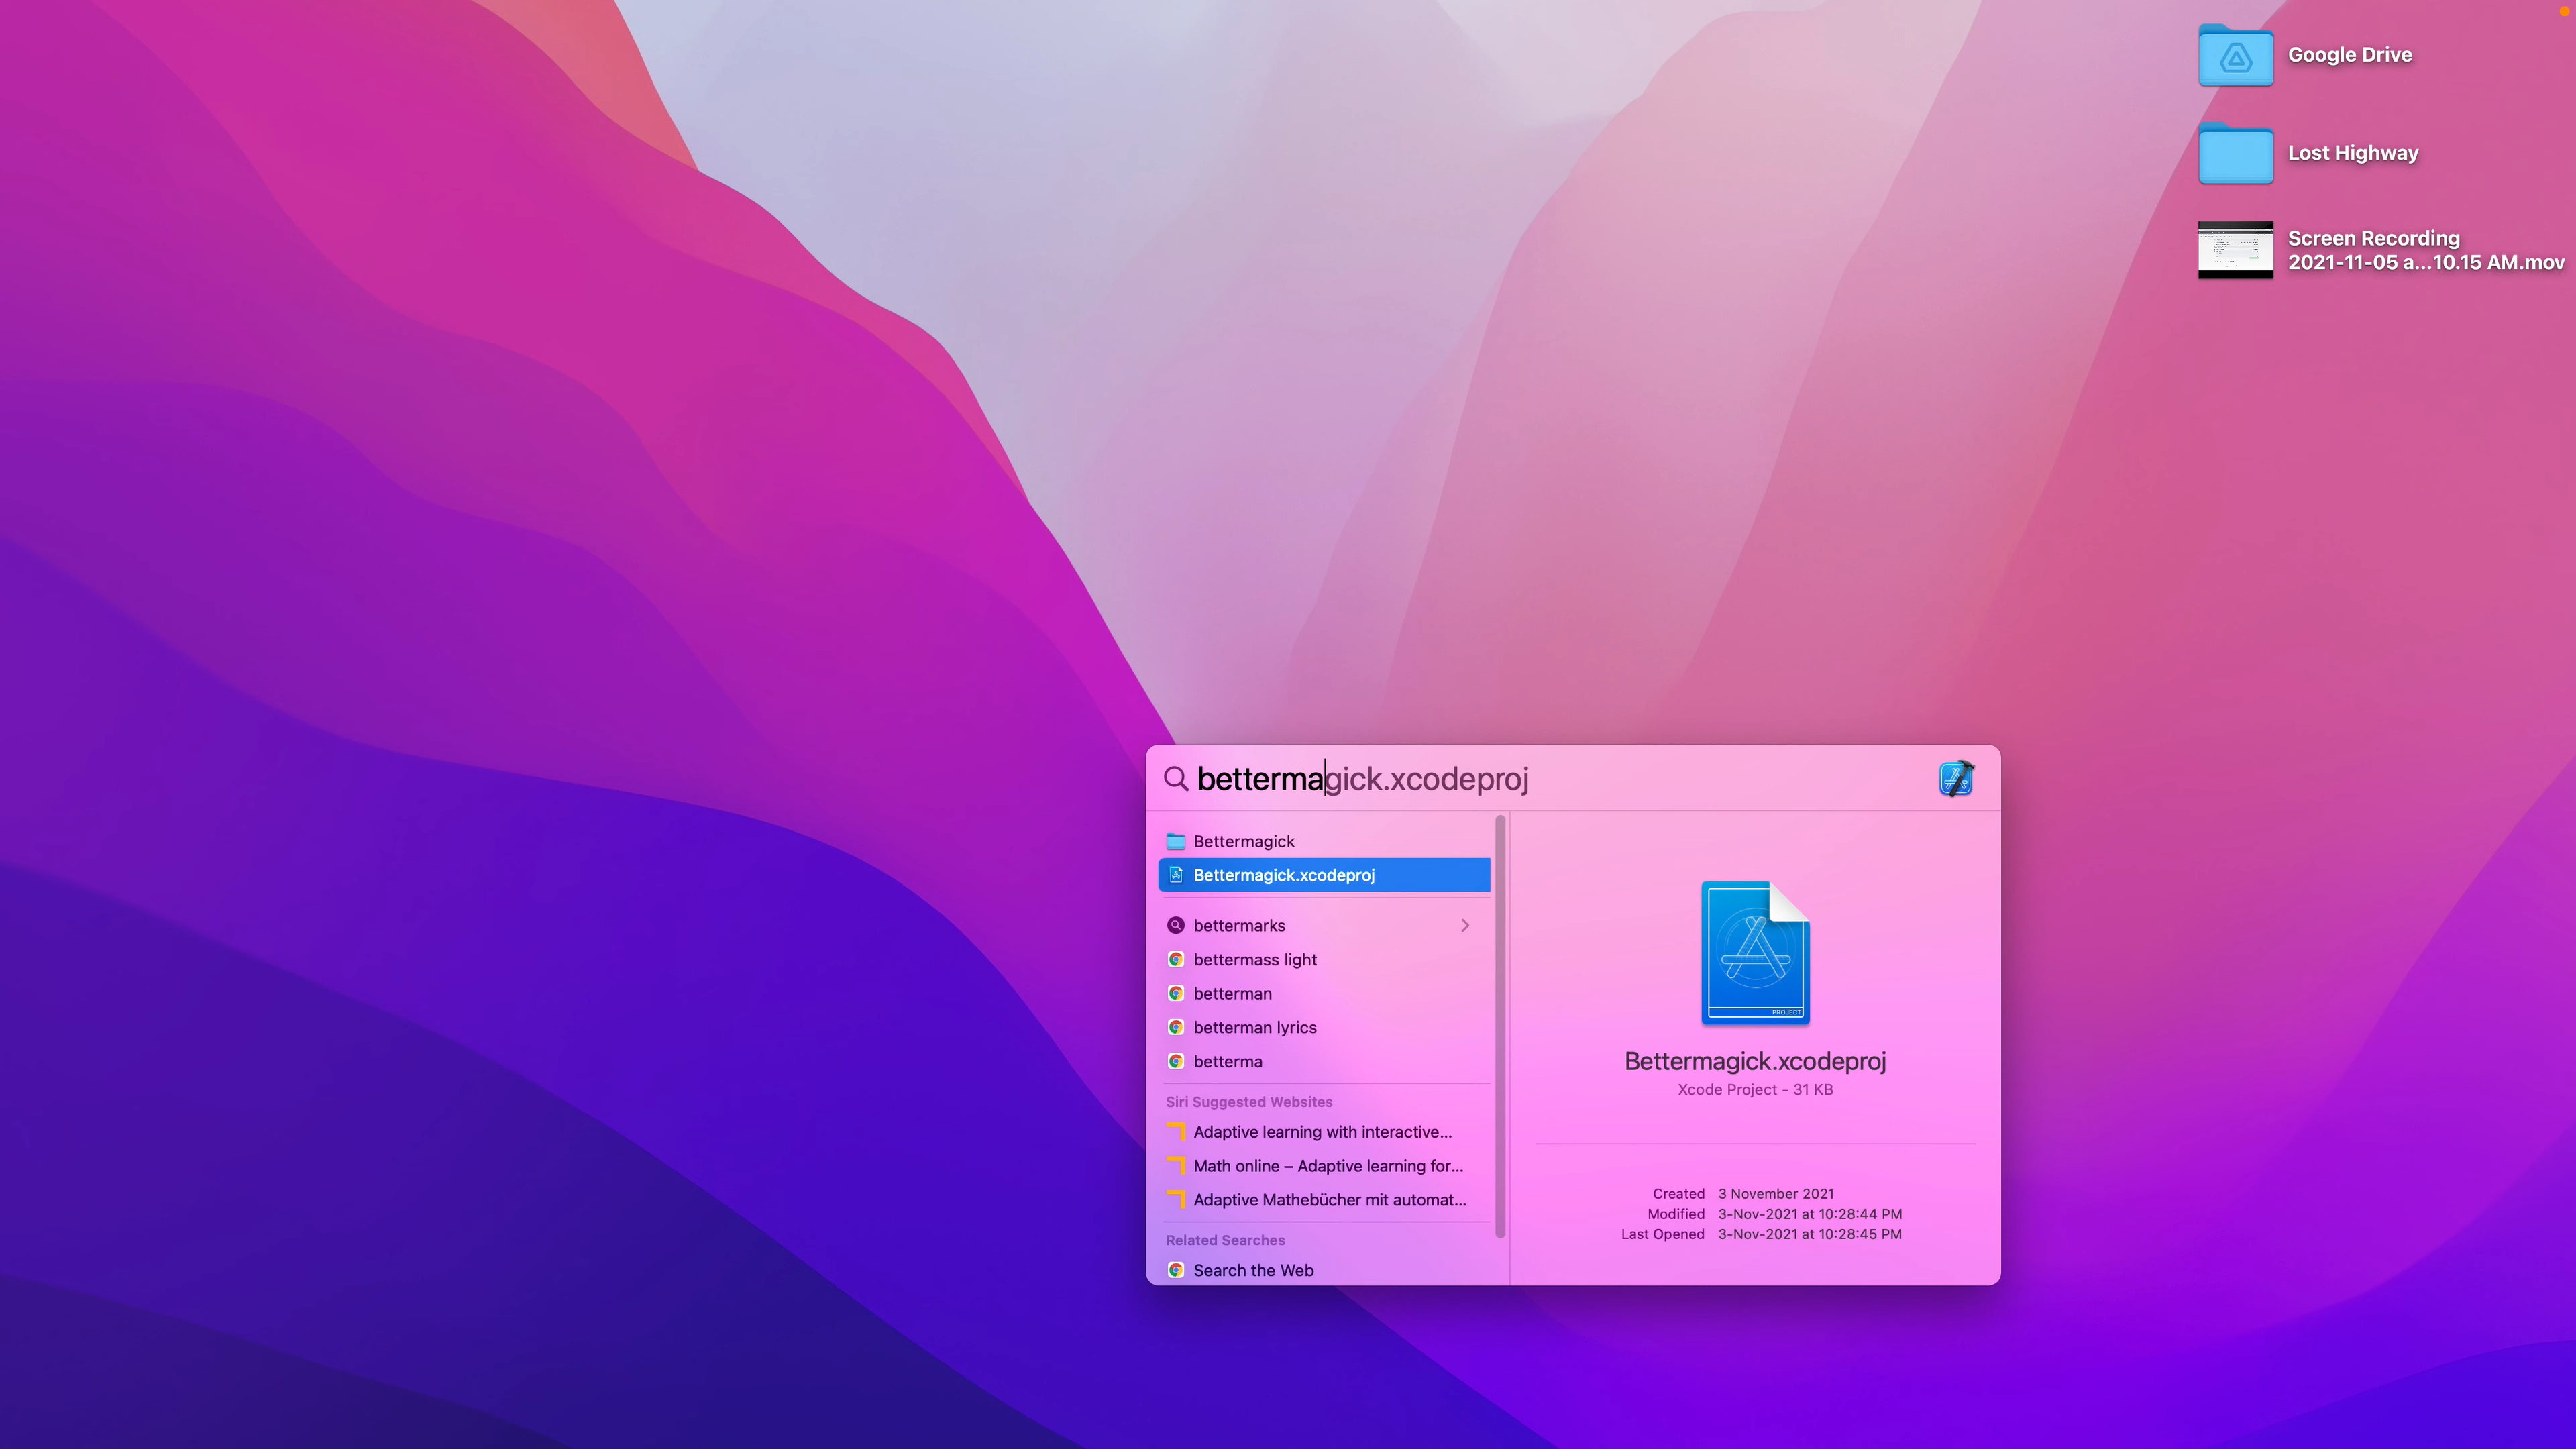 Google Drive
Lost Highway
Screen Recording
2021-11-05 a...10.15 AM.mov
bettermagick.xcodeproj
Bettermagick
Bettermagick.xcodeproj
bettermarks
bettermass light
betterman
betterman lyrics
betterma
Siri Suggested Websites
Adaptive learning with interactive...
Math online – Adaptive learning for...
Adaptive Mathebücher mit automat...
Related Searches
Search the Web
PROJECT
Bettermagick.xcodeproj
Xcode Project - 31 KB
Created 3 November 2021
Modified 3-Nov-2021 at 10:28:44 PM
Last Opened 3-Nov-2021 at 10:28:45 PM